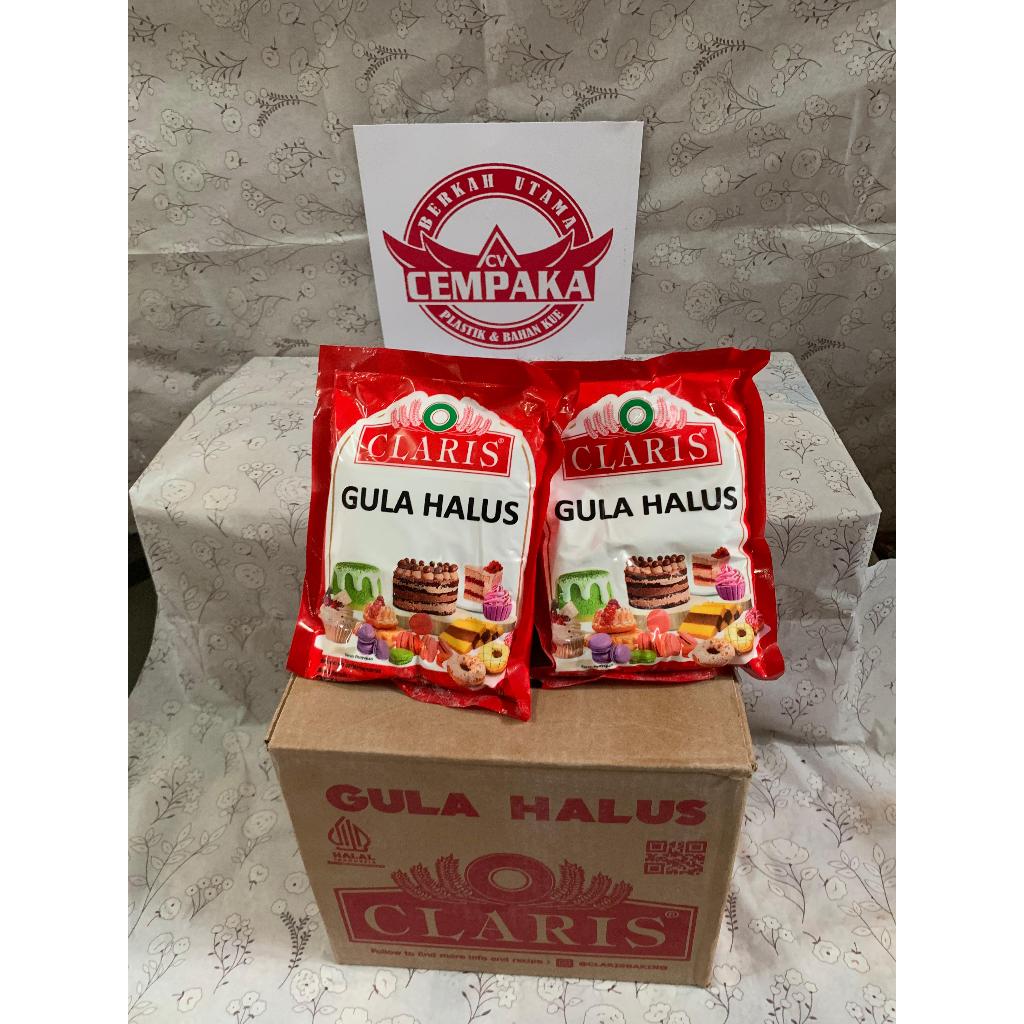 BERKAH UTAMA
CV
CEMPAKA
PLASTIK & BAHAN KUE
CLARIS®
GULA HALUS
CLARIS®
GULA HALUS
GULA HALUS
HALAL
INDONESIA
CLARIS®
Follow to find more info and recipe : @CLARISBAKING